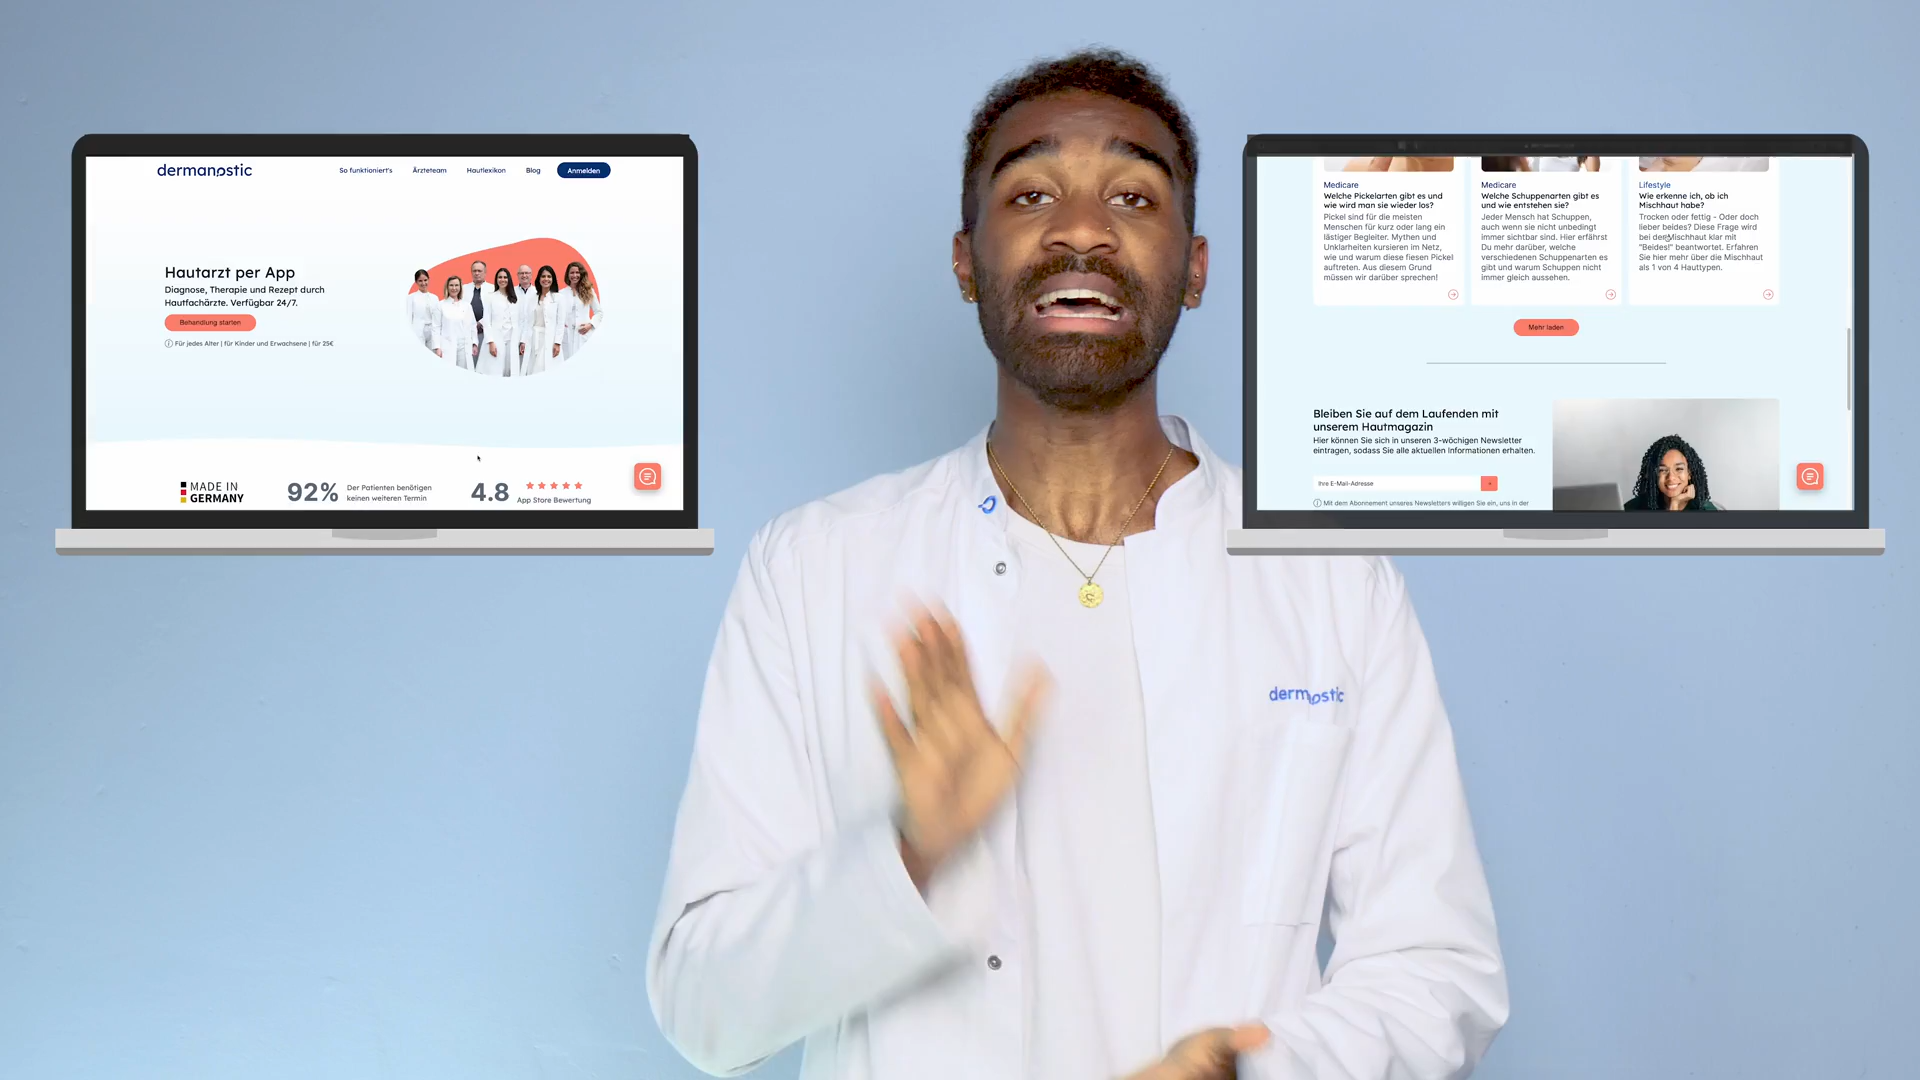 dermanostic
So funktioniert's
Ärzteteam
Hautlexikon
Blog
Anmelden
Hautarzt per App
Diagnose, Therapie und Rezept durch
Hautfachärzte. Verfügbar 24/7.
Behandlung starten
Für jedes Alter | für Kinder und Erwachsene | für 25€
MADE IN
GERMANY
92%
Der Patienten benötigen
keinen weiteren Termin
4.8
App Store Bewertung
Medicare
Welche Pickelarten gibt es und
wie wird man sie wieder los?
Pickel sind für die meisten
Menschen für kurz oder lang ein
lästiger Begleiter. Mythen und
Unklarheiten kursieren im Netz,
wie und warum diese fiesen Pickel
auftreten. Aus diesem Grund
müssen wir darüber sprechen!
Medicare
Welche Schuppenarten gibt es
und wie entstehen sie?
Jeder Mensch hat Schuppen,
auch wenn sie nicht unbedingt
immer sichtbar sind. Hier erfährst
Du mehr darüber, welche
verschiedenen Schuppenarten es
gibt und warum Schuppen nicht
immer gleich aussehen.
Lifestyle
Wie erkenne ich, ob ich
Mischhaut habe?
Trocken oder fettig - Oder doch
lieber beides? Diese Frage wird
bei der Mischhaut klar mit
"Beides!" beantwortet. Erfahren
Sie hier mehr über die Mischhaut
als 1 von 4 Hauttypen.
Mehr laden
Bleiben Sie auf dem Laufenden mit
unserem Hautmagazin
Hier können Sie sich in unseren 3-wöchigen Newsletter
eintragen, sodass Sie alle aktuellen Informationen erhalten.
Ihre E-Mail-Adresse
Mit dem Abonnement unseres Newsletters willigen Sie ein, uns in der
dermanostic